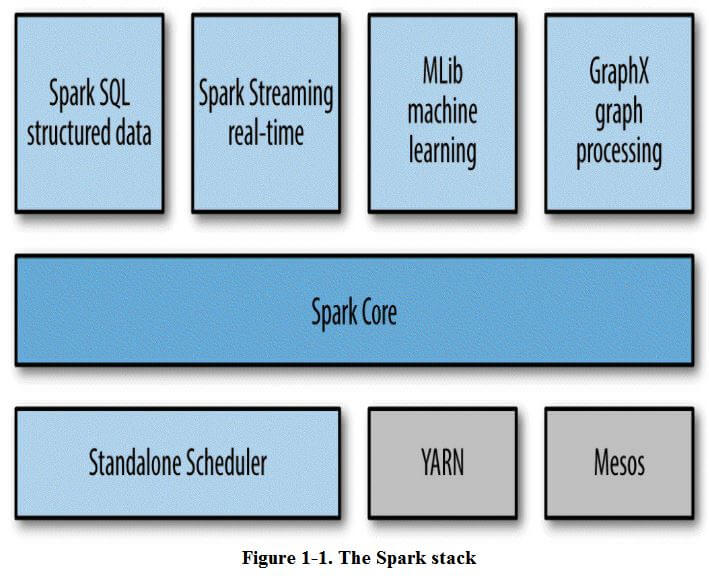 Spark SQL
structured data
Spark Streaming
real-time
MLib
machine
learning
GraphX
graph
processing
Spark Core
Standalone Scheduler
YARN
Mesos
Figure 1-1. The Spark stack